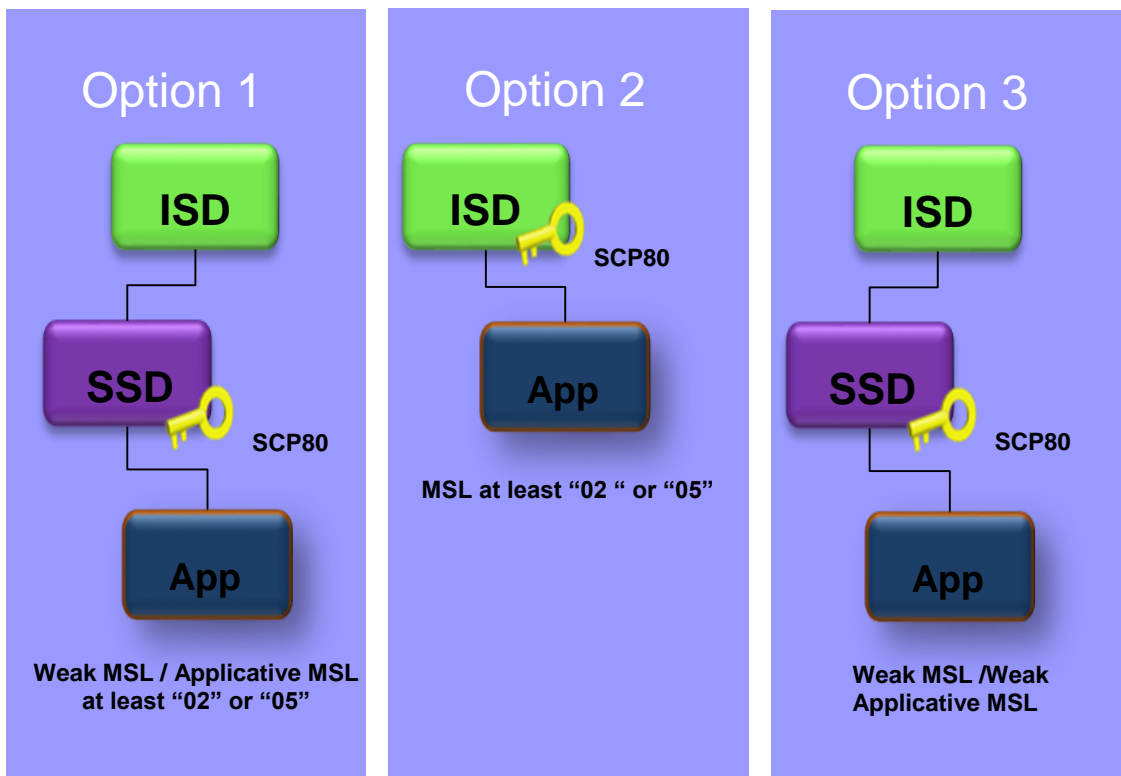 Option 1
ISD
SSD
SCP80
App
Weak MSL / Applicative MSL
at least “02” or “05”
Option 2
ISD
SCP80
App
MSL at least “02 “ or “05”
Option 3
ISD
SSD
SCP80
App
Weak MSL /Weak
Applicative MSL